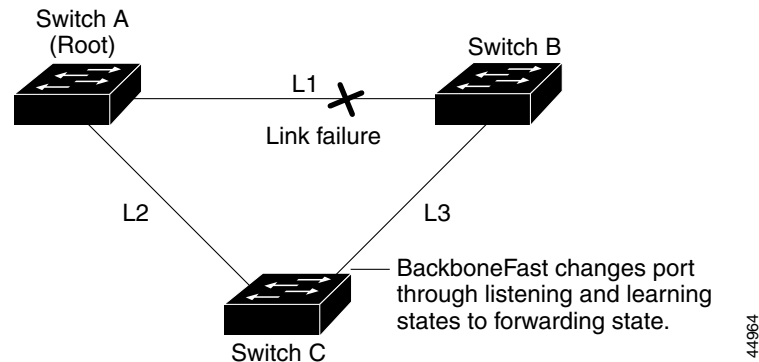 Switch A
(Root)
Switch B
L1
Link failure
L2
L3
BackboneFast changes port
through listening and learning
states to forwarding state.
Switch C
44964